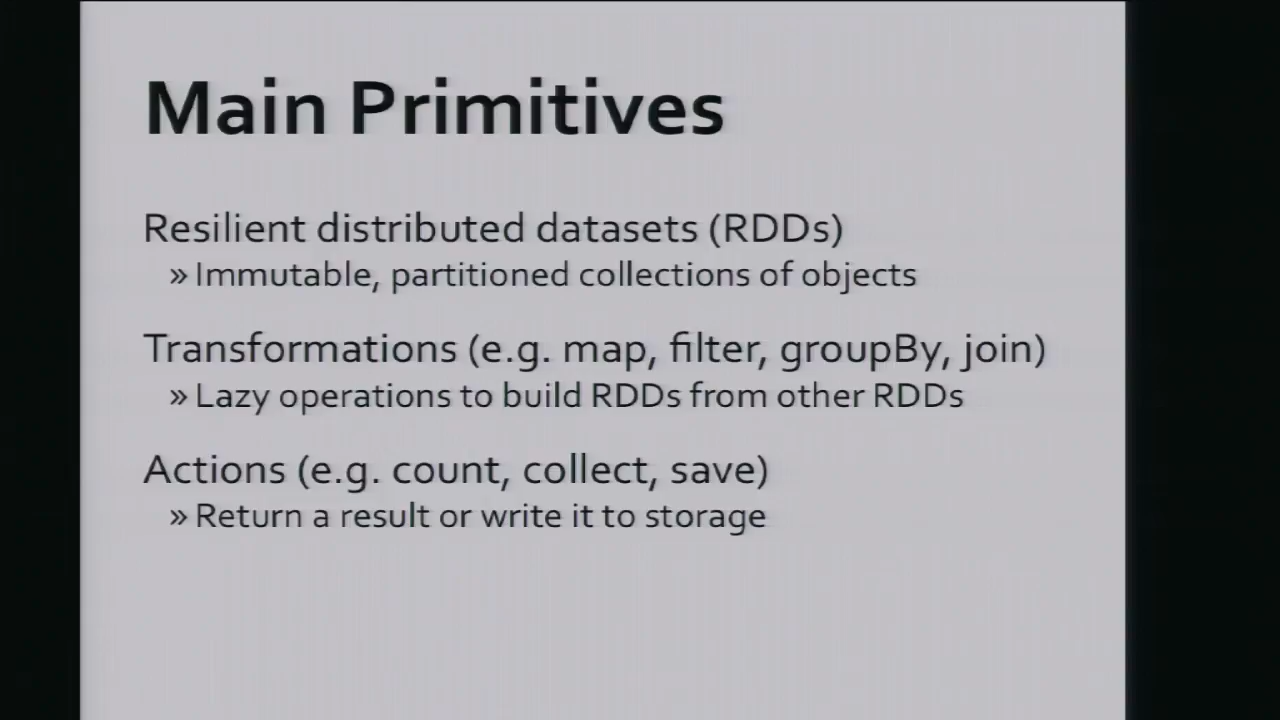 Main Primitives
Resilient distributed datasets (RDDs)
» Immutable, partitioned collections of objects
Transformations (e.g. map, filter, groupBy, join)
» Lazy operations to build RDDs from other RDDs
Actions (e.g. count, collect, save)
» Return a result or write it to storage